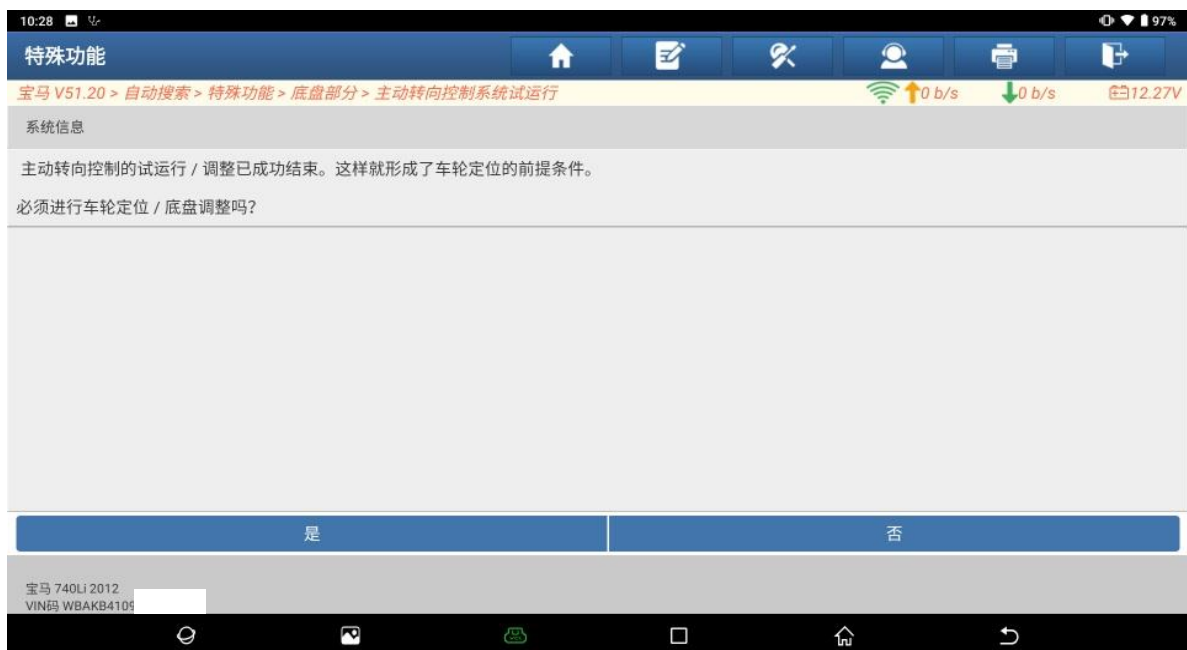 10:28
97%
特殊功能
宝马 V51.20 > 自动搜索 > 特殊功能 > 底盘部分 > 主动转向控制系统试运行
0 b/s
0 b/s
12.27V
系统信息
主动转向控制的试运行 / 调整已成功结束。这样就形成了车轮定位的前提条件。
必须进行车轮定位 / 底盘调整吗?
是
否
宝马 740Li 2012
VIN码 WBAKB4109